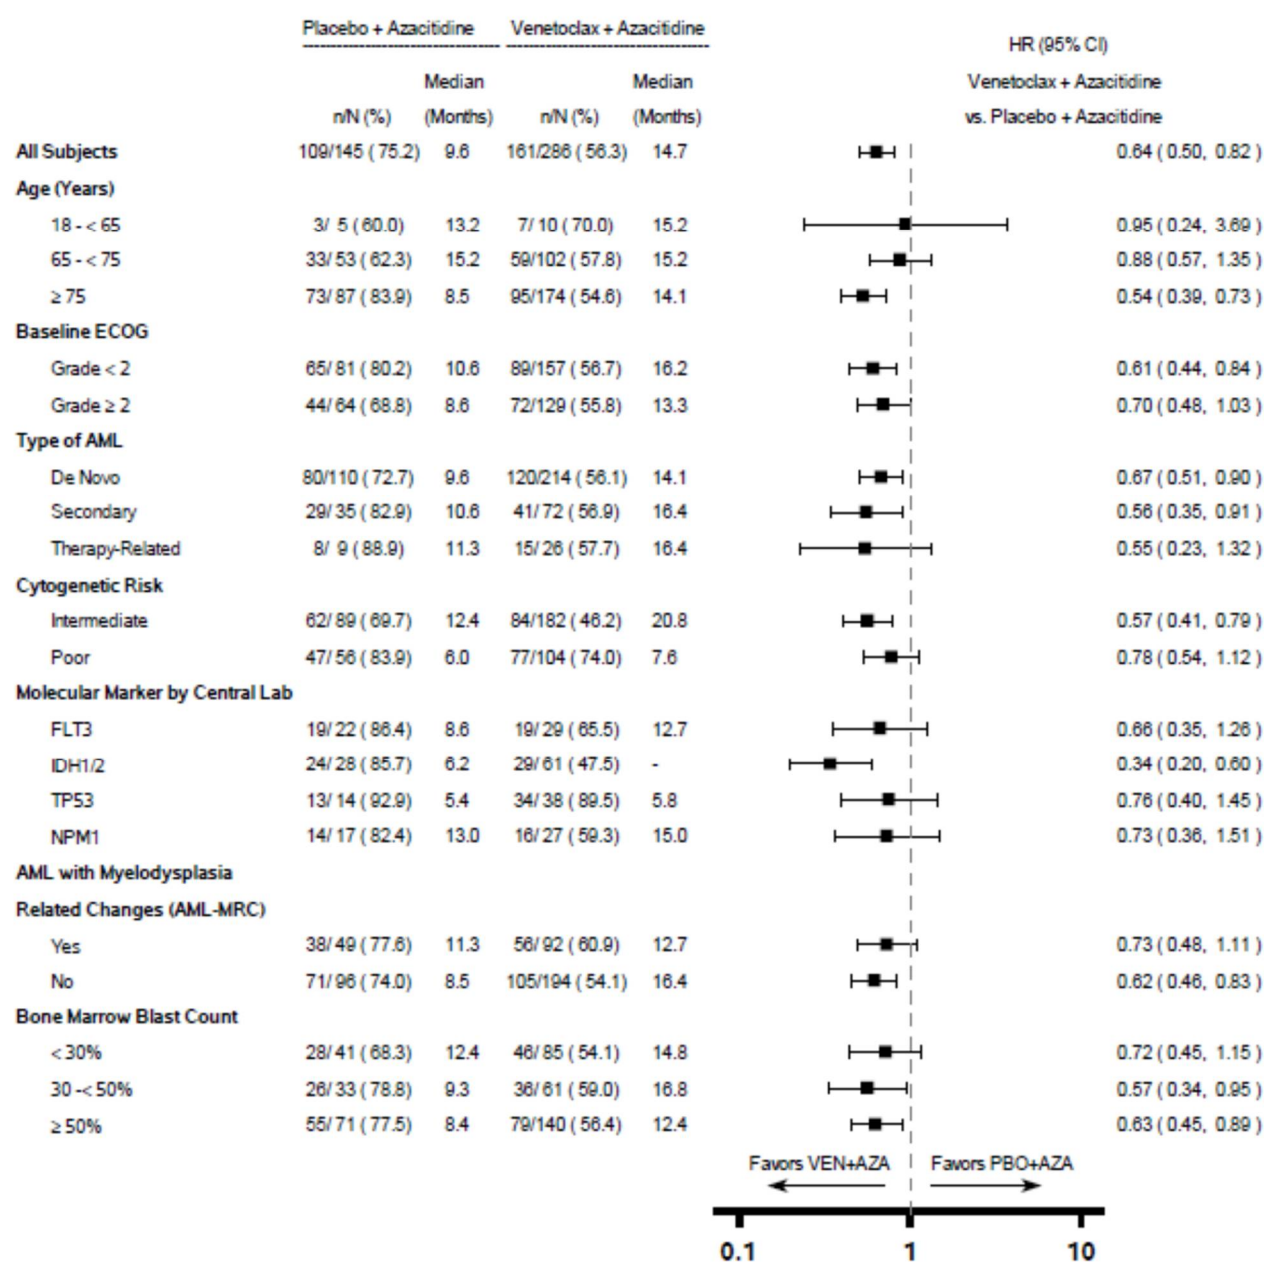 Placebo + Azacitidine Venetoclax + Azacitidine
HR (95% CI)
Median Median Venetoclax + Azacitidine
n/N (%) (Months) n/N (%) (Months) vs. Placebo + Azacitidine
All Subjects 109/145 ( 75.2) 9.6 161/286 ( 56.3) 14.7 0.64 ( 0.50, 0.82 )
Age (Years)
18 - < 65 3/ 5 ( 60.0) 13.2 7/ 10 ( 70.0) 15.2 0.95 ( 0.24, 3.69 )
65 - < 75 33/ 53 ( 62.3) 15.2 59/102 ( 57.8) 15.2 0.88 ( 0.57, 1.35 )
≥ 75 73/ 87 ( 83.9) 8.5 95/174 ( 54.6) 14.1 0.54 ( 0.39, 0.73 )
Baseline ECOG
Grade < 2 65/ 81 ( 80.2) 10.6 89/157 ( 56.7) 16.2 0.61 ( 0.44, 0.84 )
Grade ≥ 2 44/ 64 ( 68.8) 8.6 72/129 ( 55.8) 13.3 0.70 ( 0.48, 1.03 )
Type of AML
De Novo 80/110 ( 72.7) 9.6 120/214 ( 56.1) 14.1 0.67 ( 0.51, 0.90 )
Secondary 29/ 35 ( 82.9) 10.6 41/ 72 ( 56.9) 16.4 0.56 ( 0.35, 0.91 )
Therapy-Related 8/ 9 ( 88.9) 11.3 15/ 26 ( 57.7) 16.4 0.55 ( 0.23, 1.32 )
Cytogenetic Risk
Intermediate 62/ 89 ( 69.7) 12.4 84/182 ( 46.2) 20.8 0.57 ( 0.41, 0.79 )
Poor 47/ 56 ( 83.9) 6.0 77/104 ( 74.0) 7.6 0.78 ( 0.54, 1.12 )
Molecular Marker by Central Lab
FLT3 19/ 22 ( 86.4) 8.6 19/ 29 ( 65.5) 12.7 0.66 ( 0.35, 1.26 )
IDH1/2 24/ 28 ( 85.7) 6.2 29/ 61 ( 47.5) - 0.34 ( 0.20, 0.60 )
TP53 13/ 14 ( 92.9) 5.4 34/ 38 ( 89.5) 5.8 0.76 ( 0.40, 1.45 )
NPM1 14/ 17 ( 82.4) 13.0 16/ 27 ( 59.3) 15.0 0.73 ( 0.36, 1.51 )
AML with Myelodysplasia
Related Changes (AML-MRC)
Yes 38/ 49 ( 77.6) 11.3 56/ 92 ( 60.9) 12.7 0.73 ( 0.48, 1.11 )
No 71/ 96 ( 74.0) 8.5 105/194 ( 54.1) 16.4 0.62 ( 0.46, 0.83 )
Bone Marrow Blast Count
< 30% 28/ 41 ( 68.3) 12.4 46/ 85 ( 54.1) 14.8 0.72 ( 0.45, 1.15 )
30 -< 50% 26/ 33 ( 78.8) 9.3 36/ 61 ( 59.0) 16.8 0.57 ( 0.34, 0.95 )
≥ 50% 55/ 71 ( 77.5) 8.4 79/140 ( 56.4) 12.4 0.63 ( 0.45, 0.89 )
Favors VEN+AZA Favors PBO+AZA
0.1 1 10